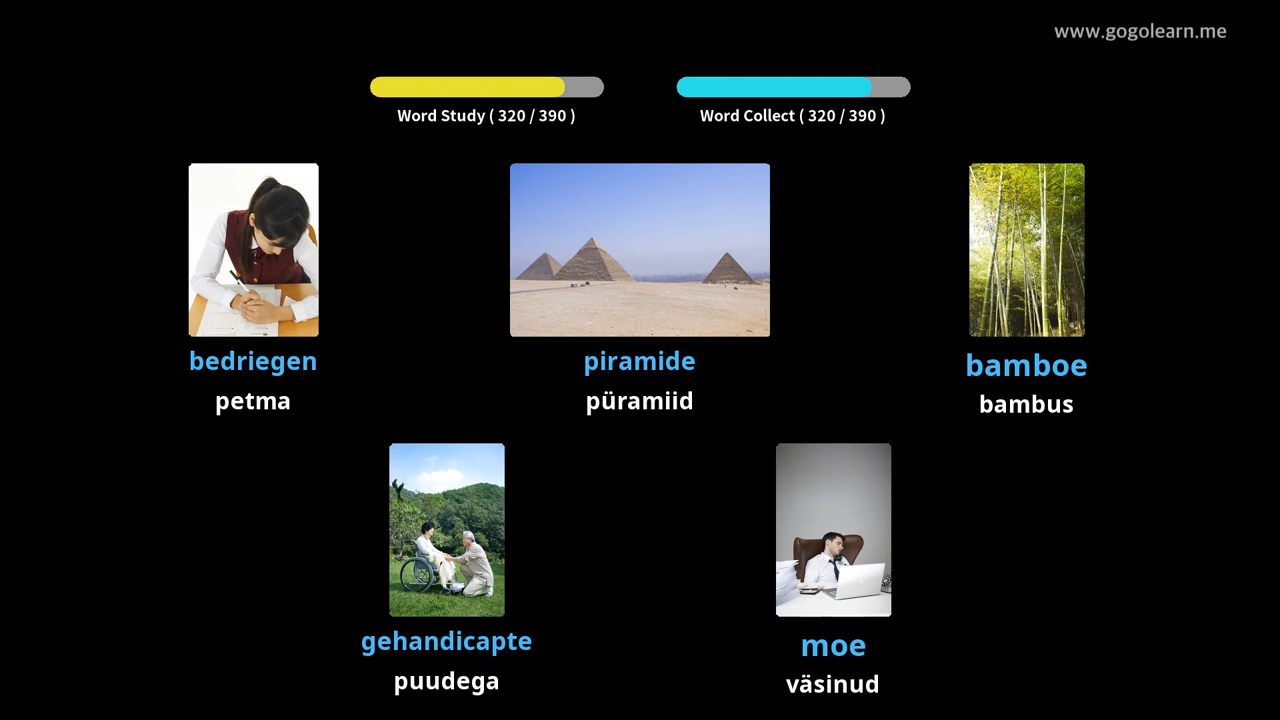 www.gogolearn.me
Word Study ( 320 / 390 )
Word Collect ( 320 / 390 )
bedriegen
petma
piramide
püramiid
bamboe
bambus
gehandicapte
puudega
moe
väsinud